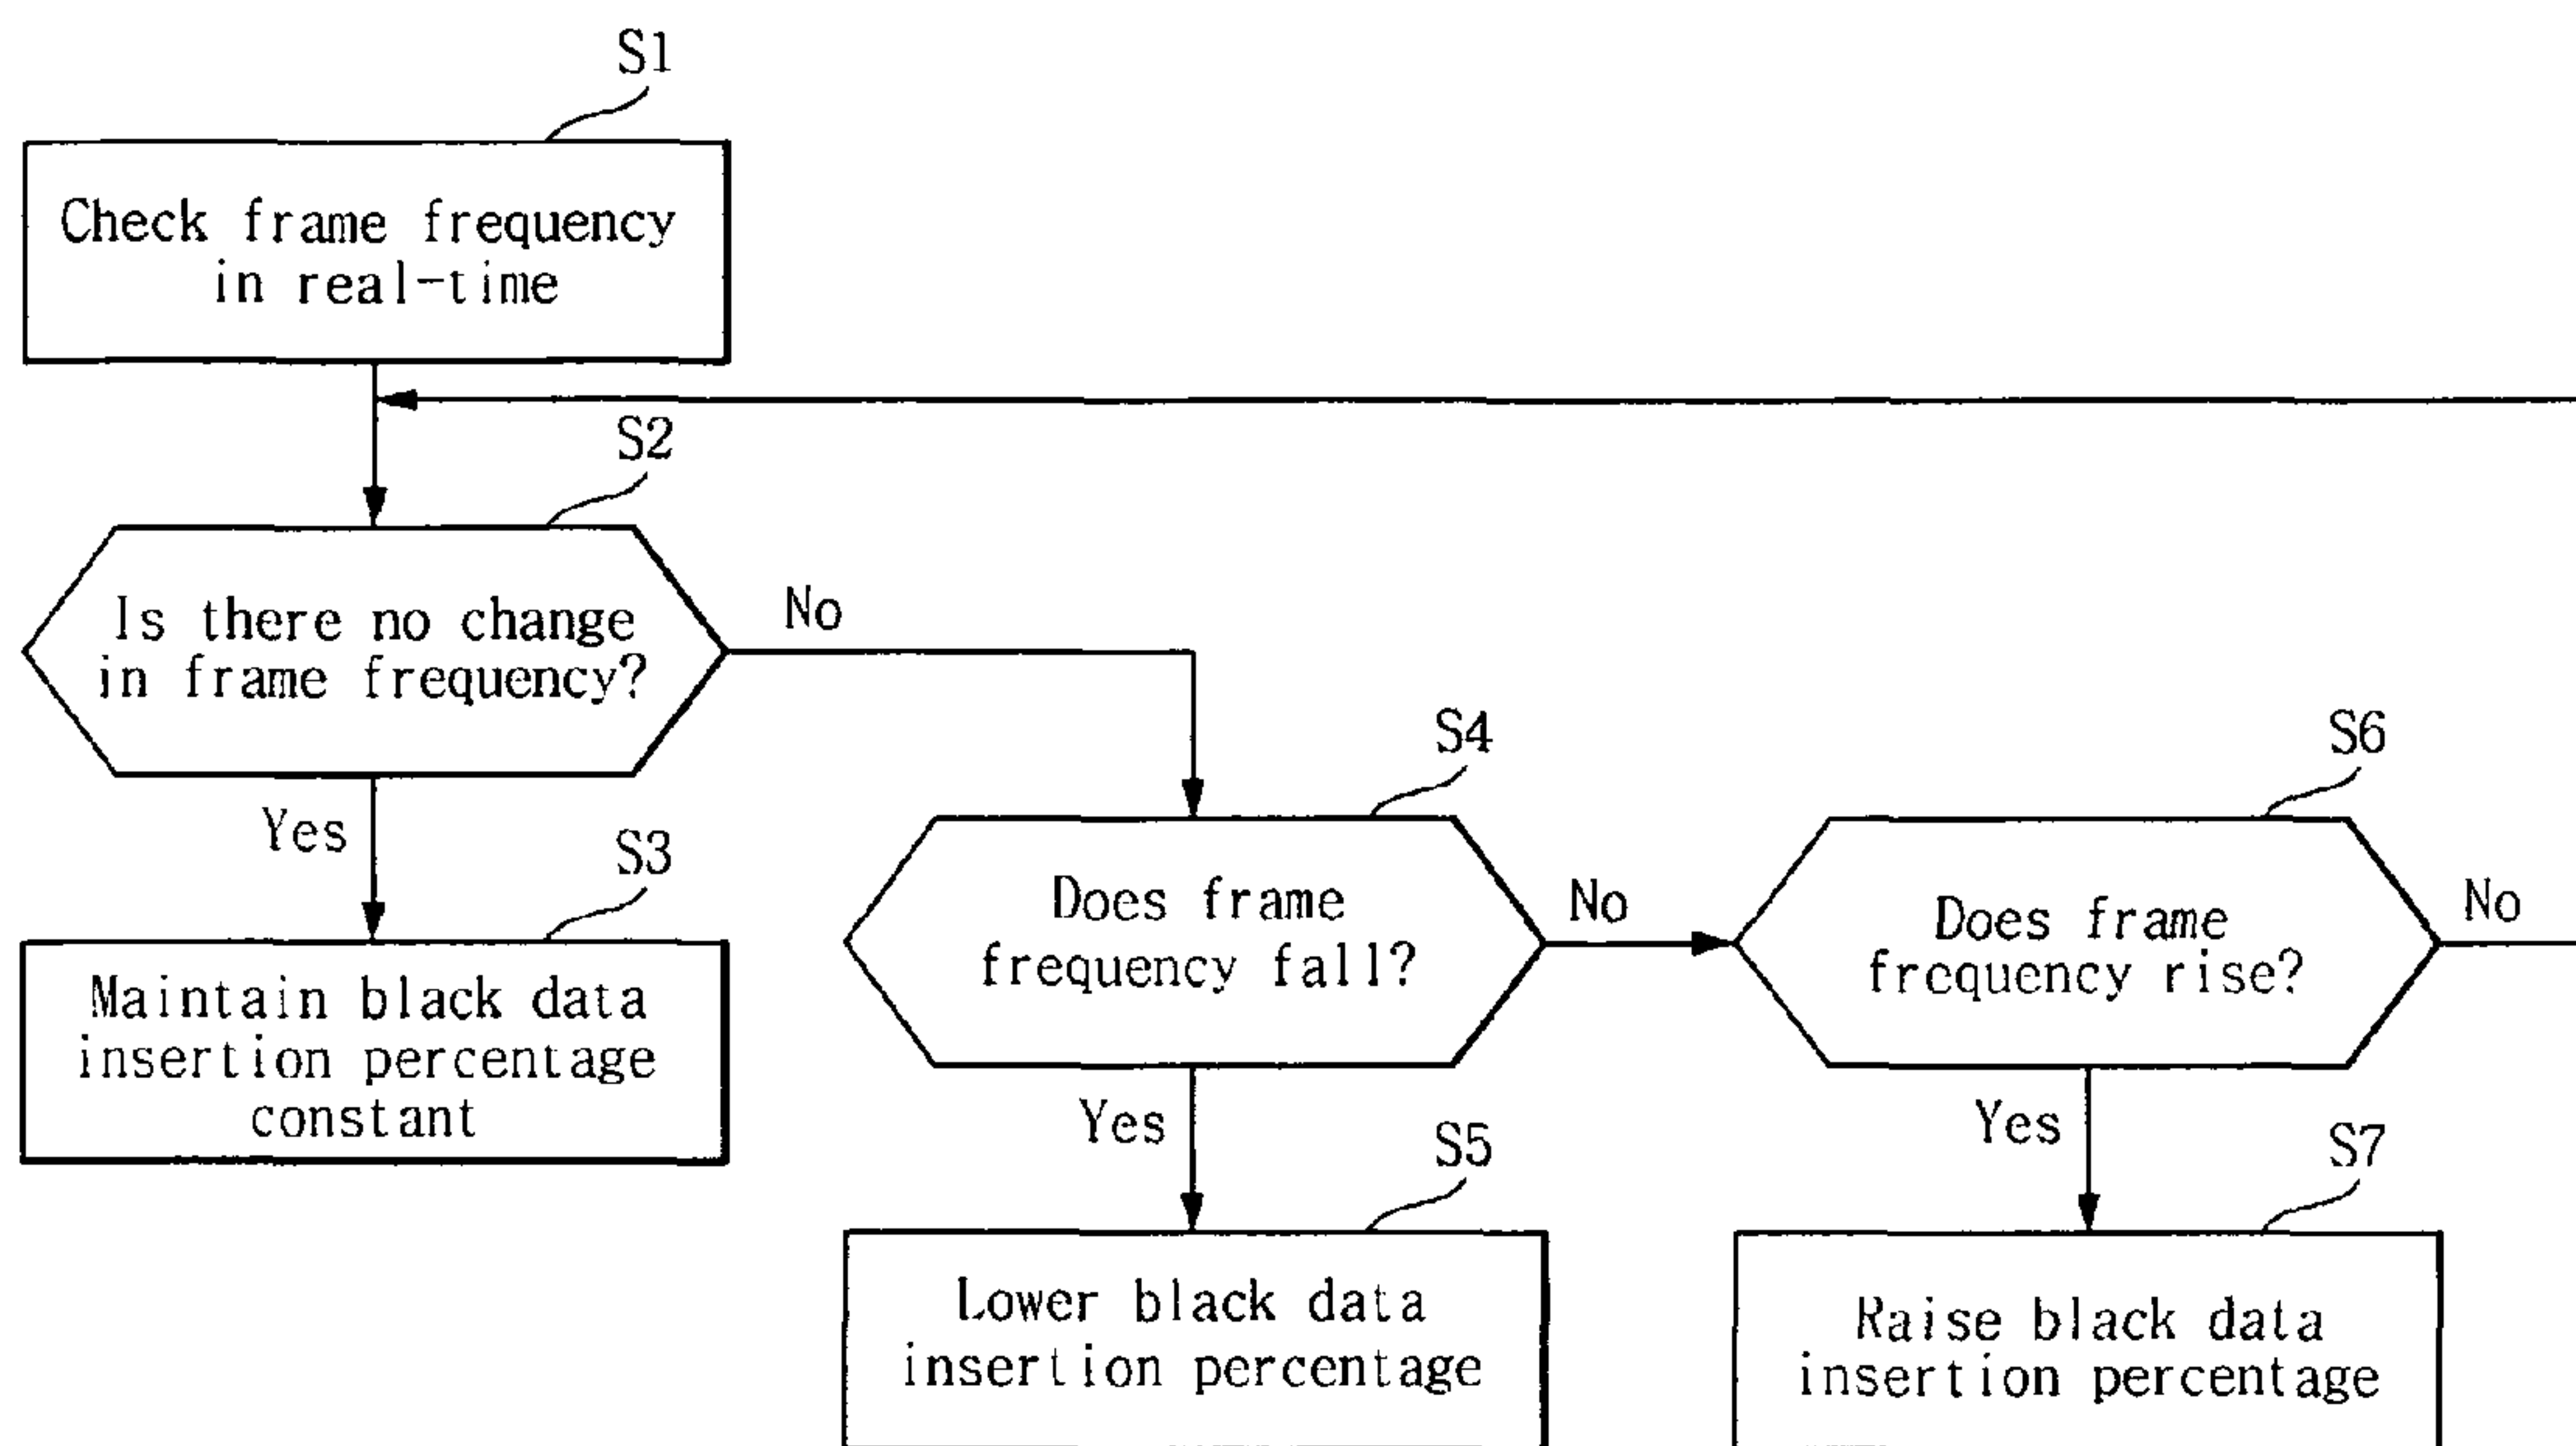 S1
Check frame frequency
in real-time
S2
Is there no change
in frame frequency?
No
Yes
S3
Maintain black data
insertion percentage
constant
S4
Does frame
frequency fall?
No
Yes
S5
Lower black data
insertion percentage
S6
Does frame
frequency rise?
No
Yes
S7
Raise black data
insertion percentage